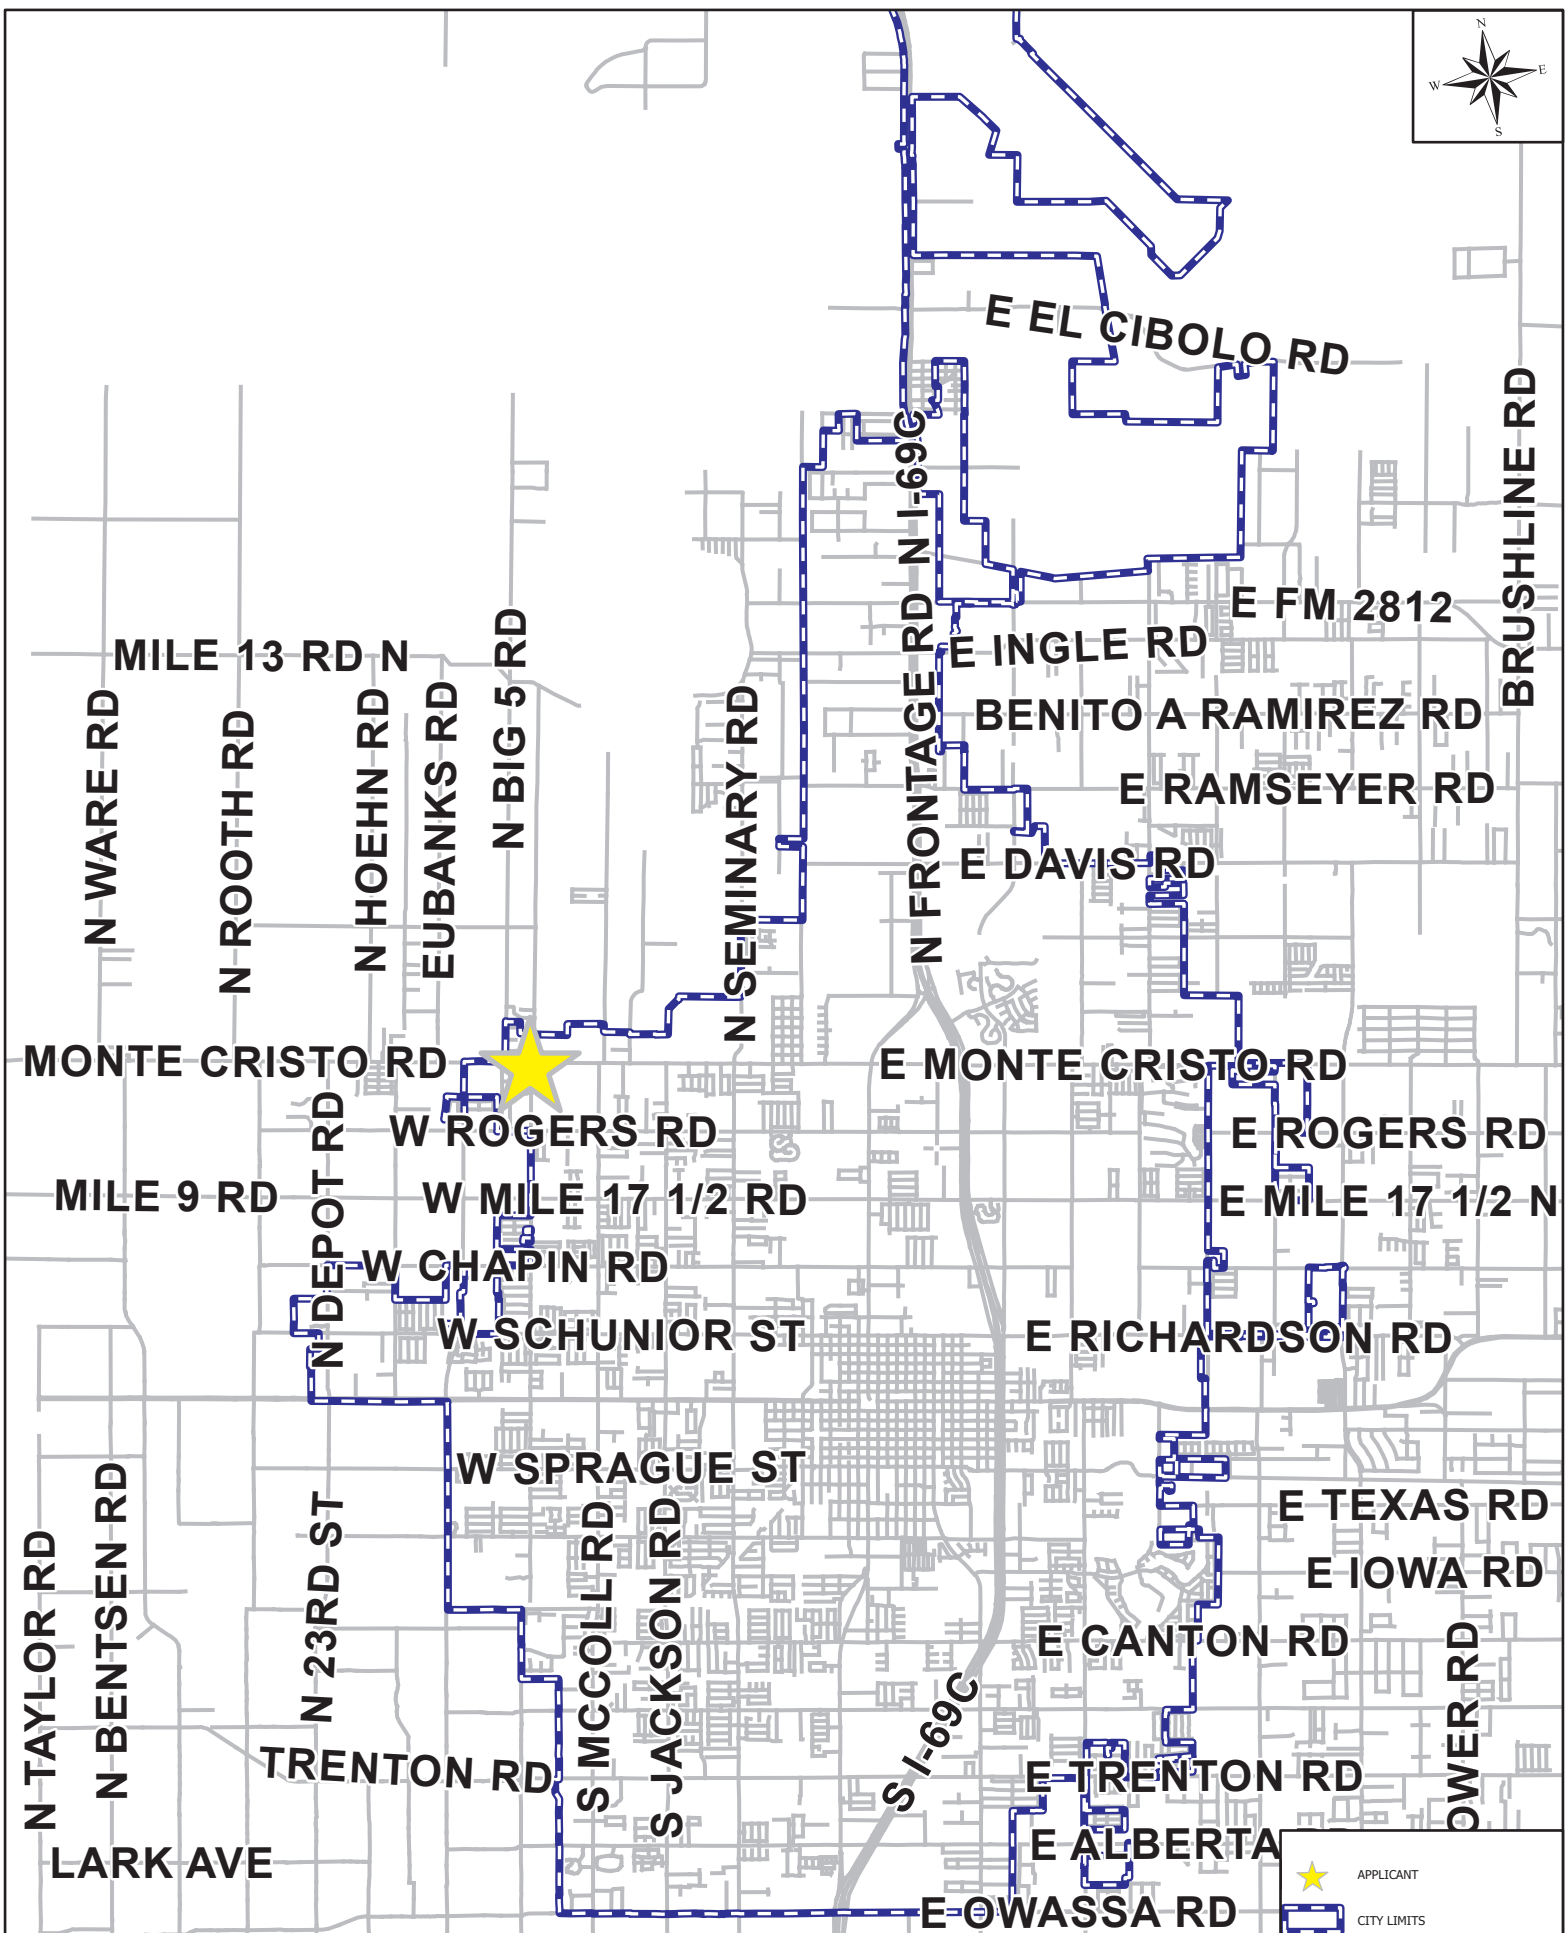 N
W E
S
E EL CIBOLO RD
BRUSHLINE RD
N I-69C
E FM 2812
MILE 13 RD N
E INGLE RD
N BIG 5 RD
N WARE RD
N ROOTH RD
N HOEHN RD
EUBANKS RD
N SEMINARY RD
N FRONTAGE RD
BENITO A RAMIREZ RD
E RAMSEYER RD
E DAVIS RD
MONTE CRISTO RD
E MONTE CRISTO RD
W ROGERS RD
E ROGERS RD
N DEPOT RD
MILE 9 RD
W MILE 17 1/2 RD
E MILE 17 1/2 N
W CHAPIN RD
W SCHUNIOR ST
E RICHARDSON RD
W SPRAGUE ST
E TEXAS RD
E IOWA RD
N TAYLOR RD
N BENTSEN RD
N 23RD ST
S MCCOLL RD
S JACKSON RD
E CANTON RD
S I-69C
OWER RD
TRENTON RD
E TRENTON RD
E ALBERTA
LARK AVE
E OWASSA RD
APPLICANT
CITY LIMITS